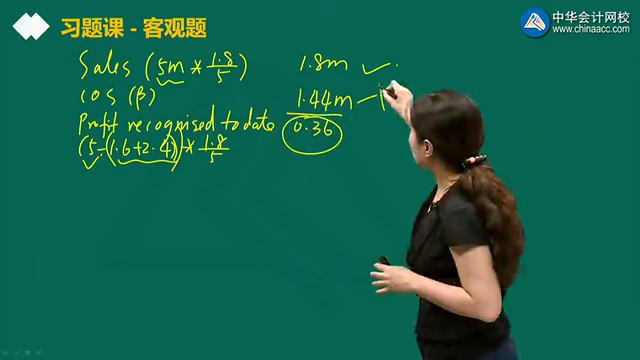 习题课 - 客观题
中华会计网校
www.chinaacc.com
Sales (5m * 1.8/5) 1.8m ✓
COS (β) 1.44m —
Profit recognised to date 0.36
(5-(1.6+2.4)) * 1.8/5